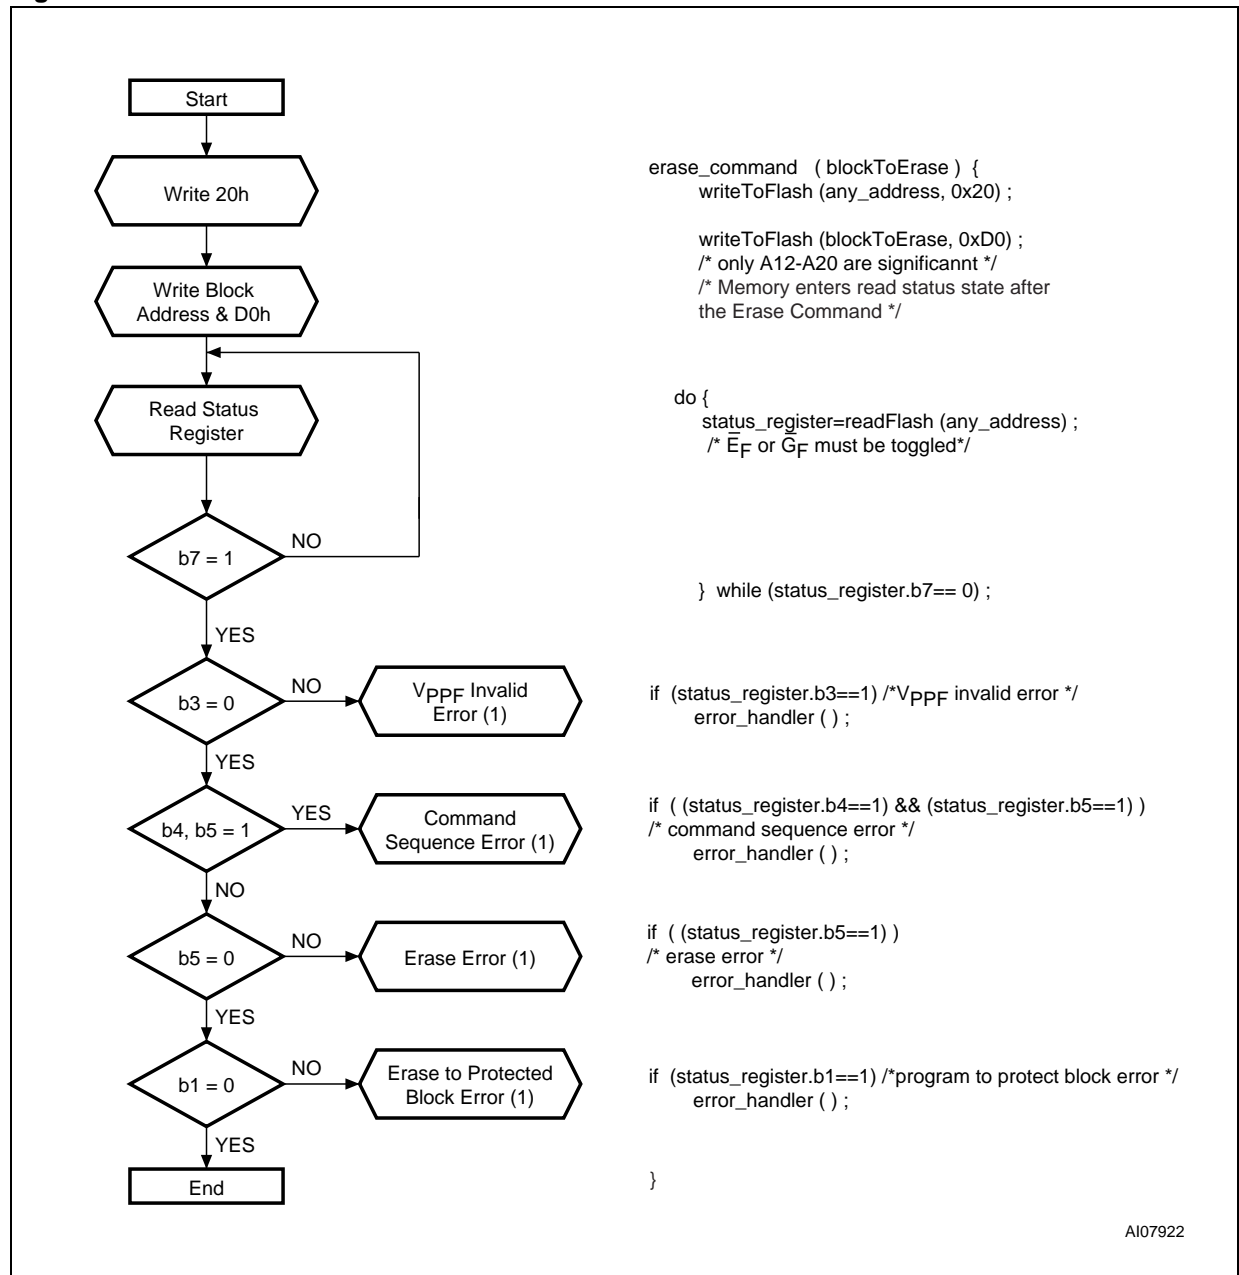 Start
Write 20h
Write Block
Address & D0h
Read Status
Register
b7 = 1
NO
YES
b3 = 0
NO
VPPF Invalid
Error (1)
YES
b4, b5 = 1
YES
Command
Sequence Error (1)
NO
b5 = 0
NO
Erase Error (1)
YES
b1 = 0
NO
Erase to Protected
Block Error (1)
YES
End
erase_command ( blockToErase ) {
writeToFlash (any_address, 0x20) ;
writeToFlash (blockToErase, 0xD0) ;
/* only A12-A20 are significannt */
/* Memory enters read status state after
the Erase Command */
do {
status_register=readFlash (any_address) ;
/* E̅F or G̅F must be toggled*/
} while (status_register.b7== 0) ;
if (status_register.b3==1) /*VPPF invalid error */
error_handler ( ) ;
if ( (status_register.b4==1) && (status_register.b5==1) )
/* command sequence error */
error_handler ( ) ;
if ( (status_register.b5==1) )
/* erase error */
error_handler ( ) ;
if (status_register.b1==1) /*program to protect block error */
error_handler ( ) ;
}
AI07922